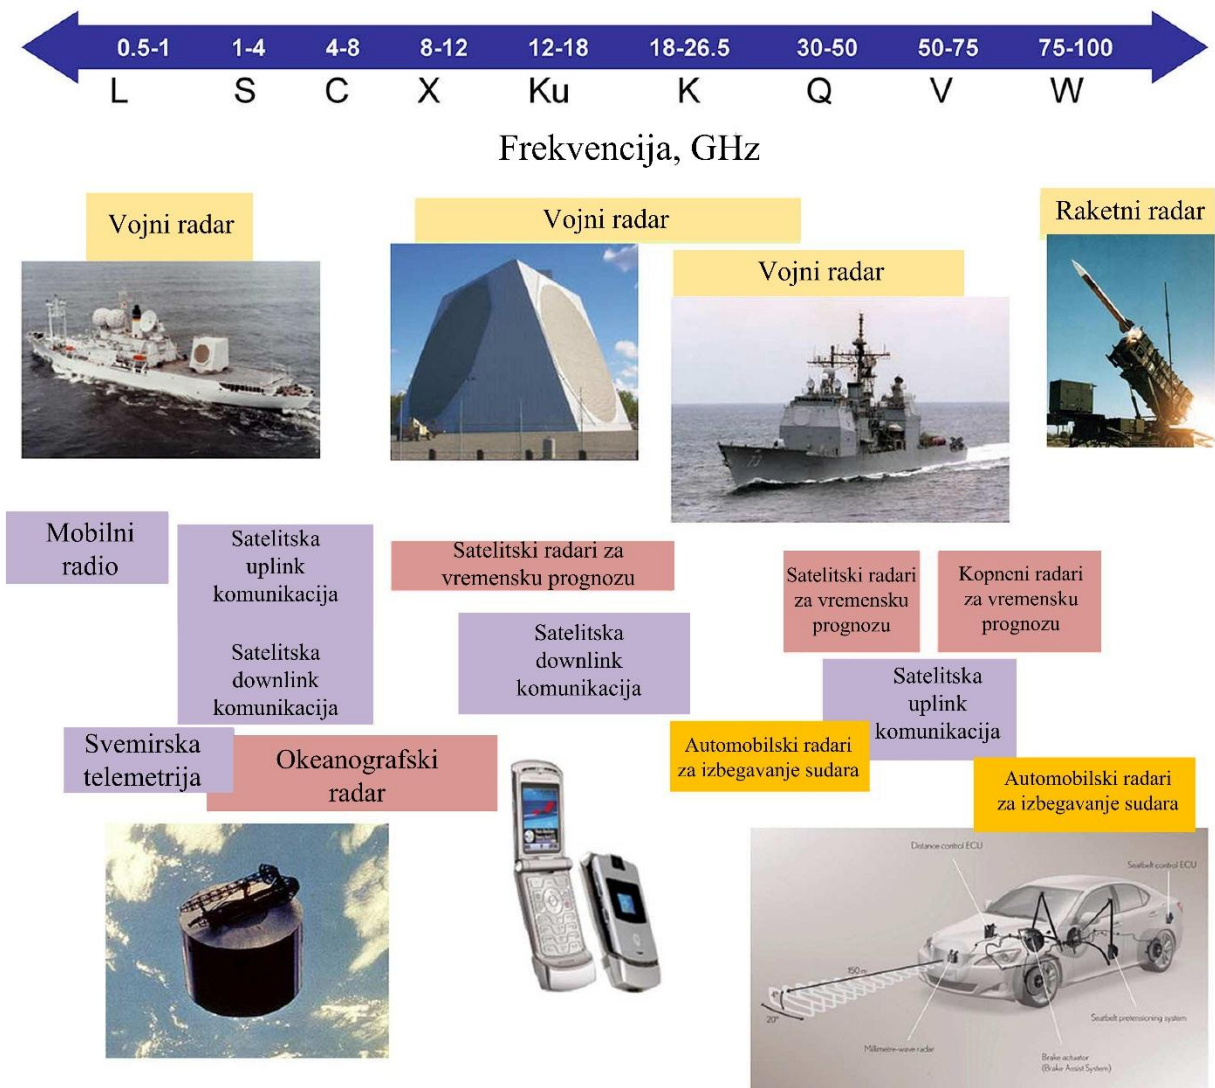 0.5-1 1-4 4-8 8-12 12-18 18-26.5 30-50 50-75 75-100
L S C X Ku K Q V W
Frekvencija, GHz
Vojni radar
Vojni radar
Vojni radar
Raketni radar
73
Mobilni
radio
Satelitska
uplink
komunikacija
Satelitska
downlink
komunikacija
Satelitski radari za
vremensku prognozu
Satelitska
downlink
komunikacija
Satelitski radari
za vremensku
prognozu
Kopneni radari
za vremensku
prognozu
Satelitska
uplink
komunikacija
Svemirska
telemetrija
Okeanografski
radar
Automobilski radari
za izbegavanje sudara
Automobilski radari
za izbegavanje sudara
Distance control ECU
Seatbelt control ECU
150 m
4°
20°
Millimetre-wave radar
Seatbelt pretensioning system
Brake actuator
(Brake Assist System)